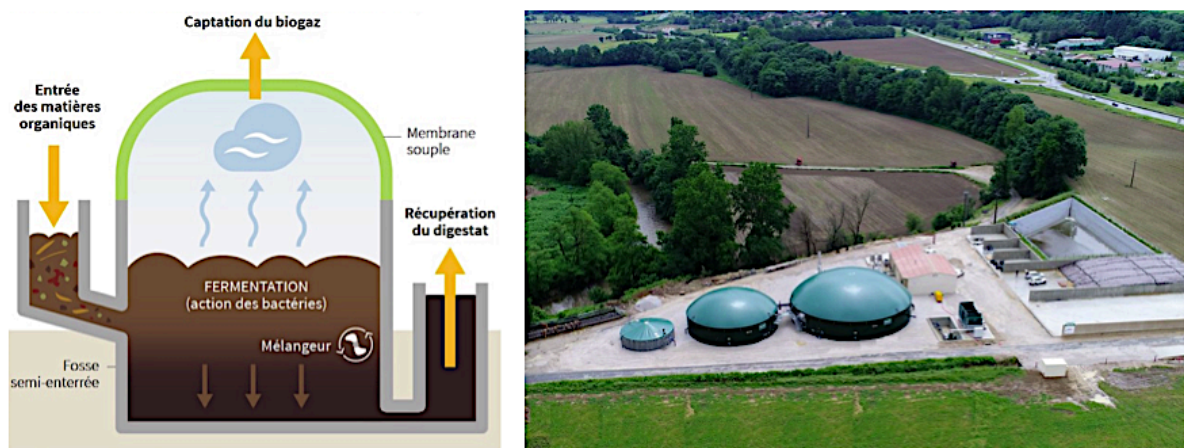 Captation du biogaz
Entrée
des matières
organiques
Membrane
souple
Récupération
du digestat
FERMENTATION
(action des bactéries)
Mélangeur
Fosse
semi-enterrée